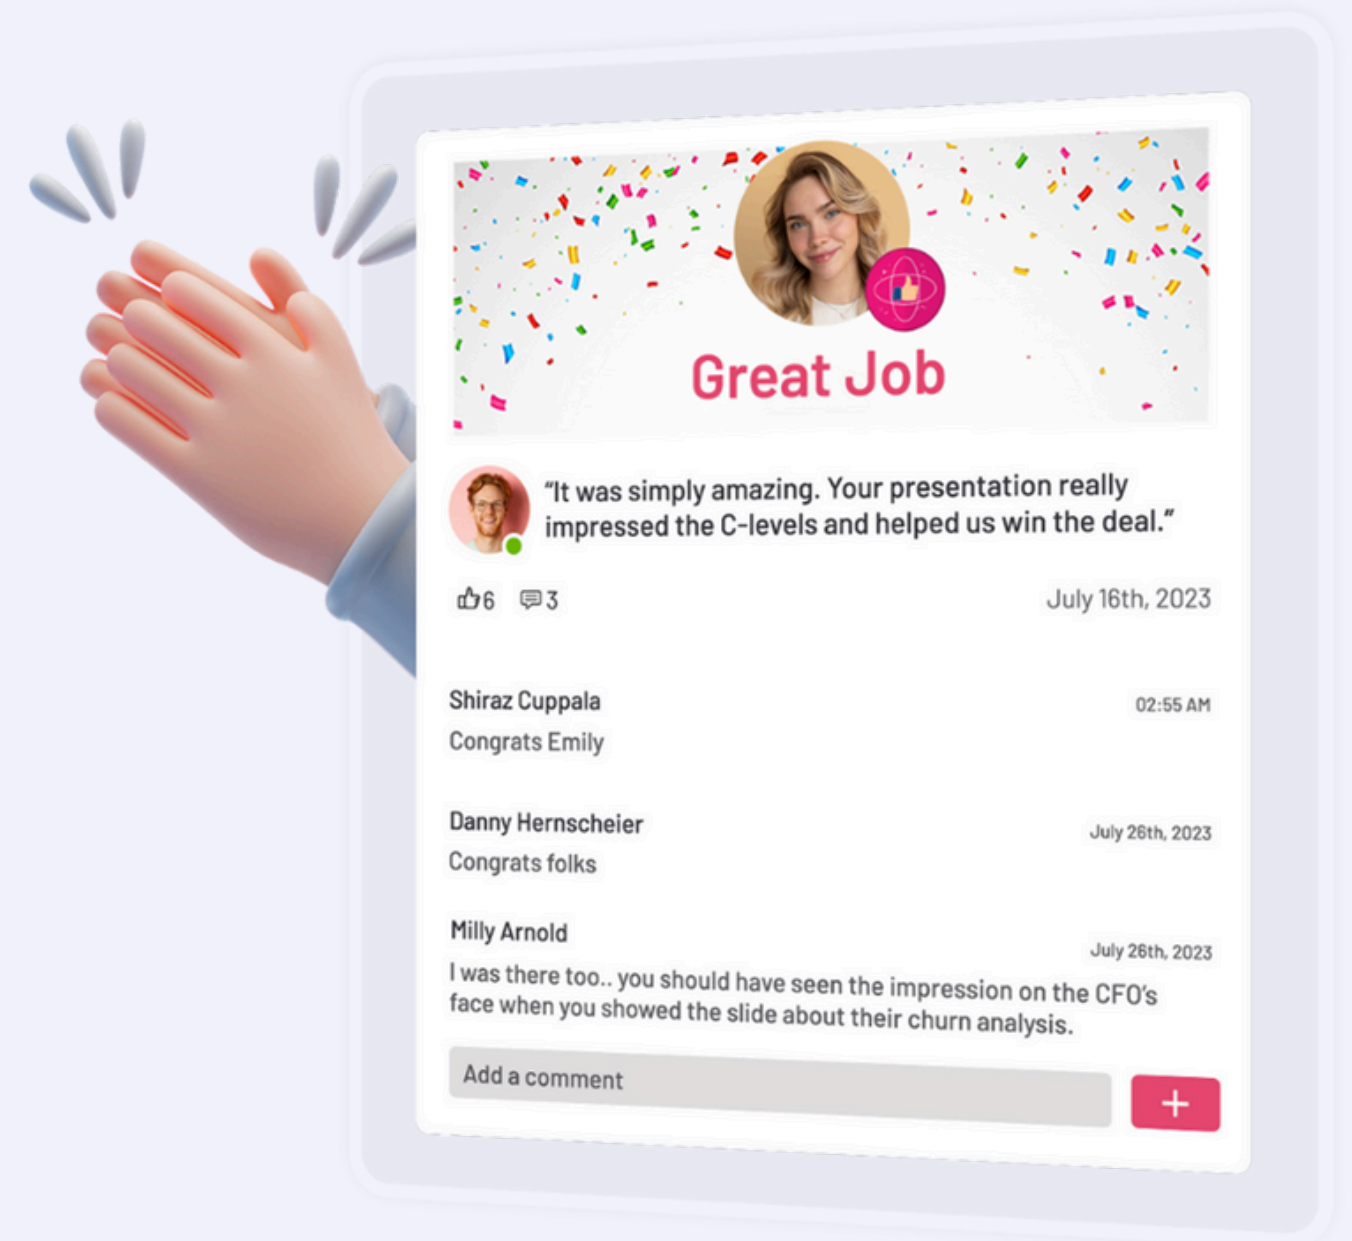 Great Job
“It was simply amazing. Your presentation really
impressed the C-levels and helped us win the deal.”
6 3 July 16th, 2023
Shiraz Cuppala 02:55 AM
Congrats Emily
Danny Hernscheier July 26th, 2023
Congrats folks
Milly Arnold July 26th, 2023
I was there too.. you should have seen the impression on the CFO's
face when you showed the slide about their churn analysis.
Add a comment